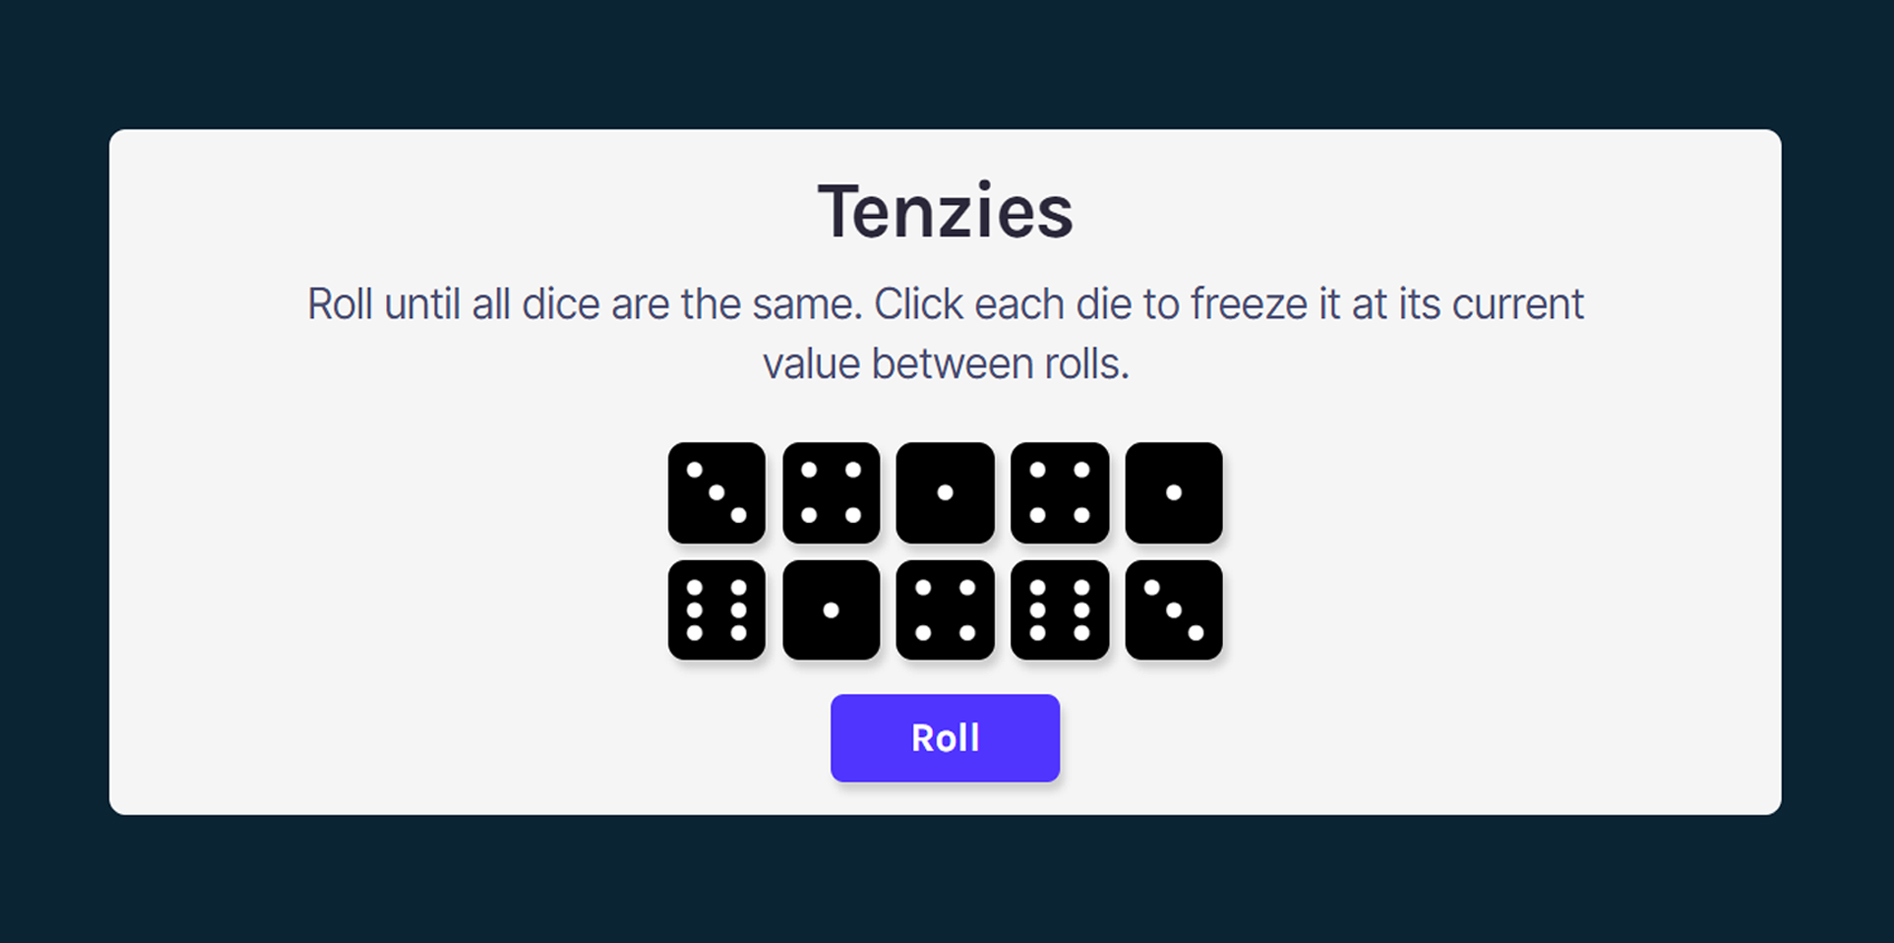 Tenzies
Roll until all dice are the same. Click each die to freeze it at its current
value between rolls.
Roll